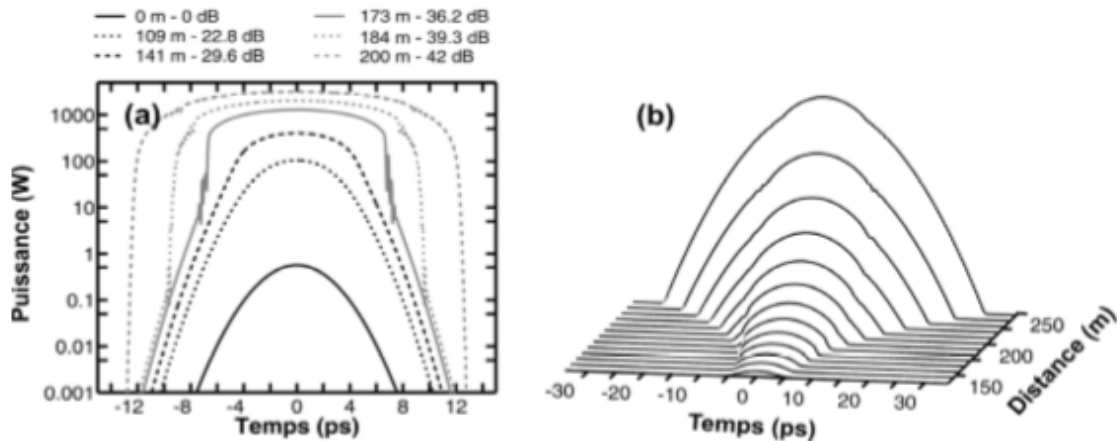 0 m - 0 dB 173 m - 36.2 dB
109 m - 22.8 dB 184 m - 39.3 dB
141 m - 29.6 dB 200 m - 42 dB
(a)
(b)
1000
100
10
1
0.1
0.01
0.001
Puissance (W)
-12 -8 -4 0 4 8 12
Temps (ps)
-30 -20 -10 0 10 20 30
Temps (ps)
250
200
150
Distance (m)